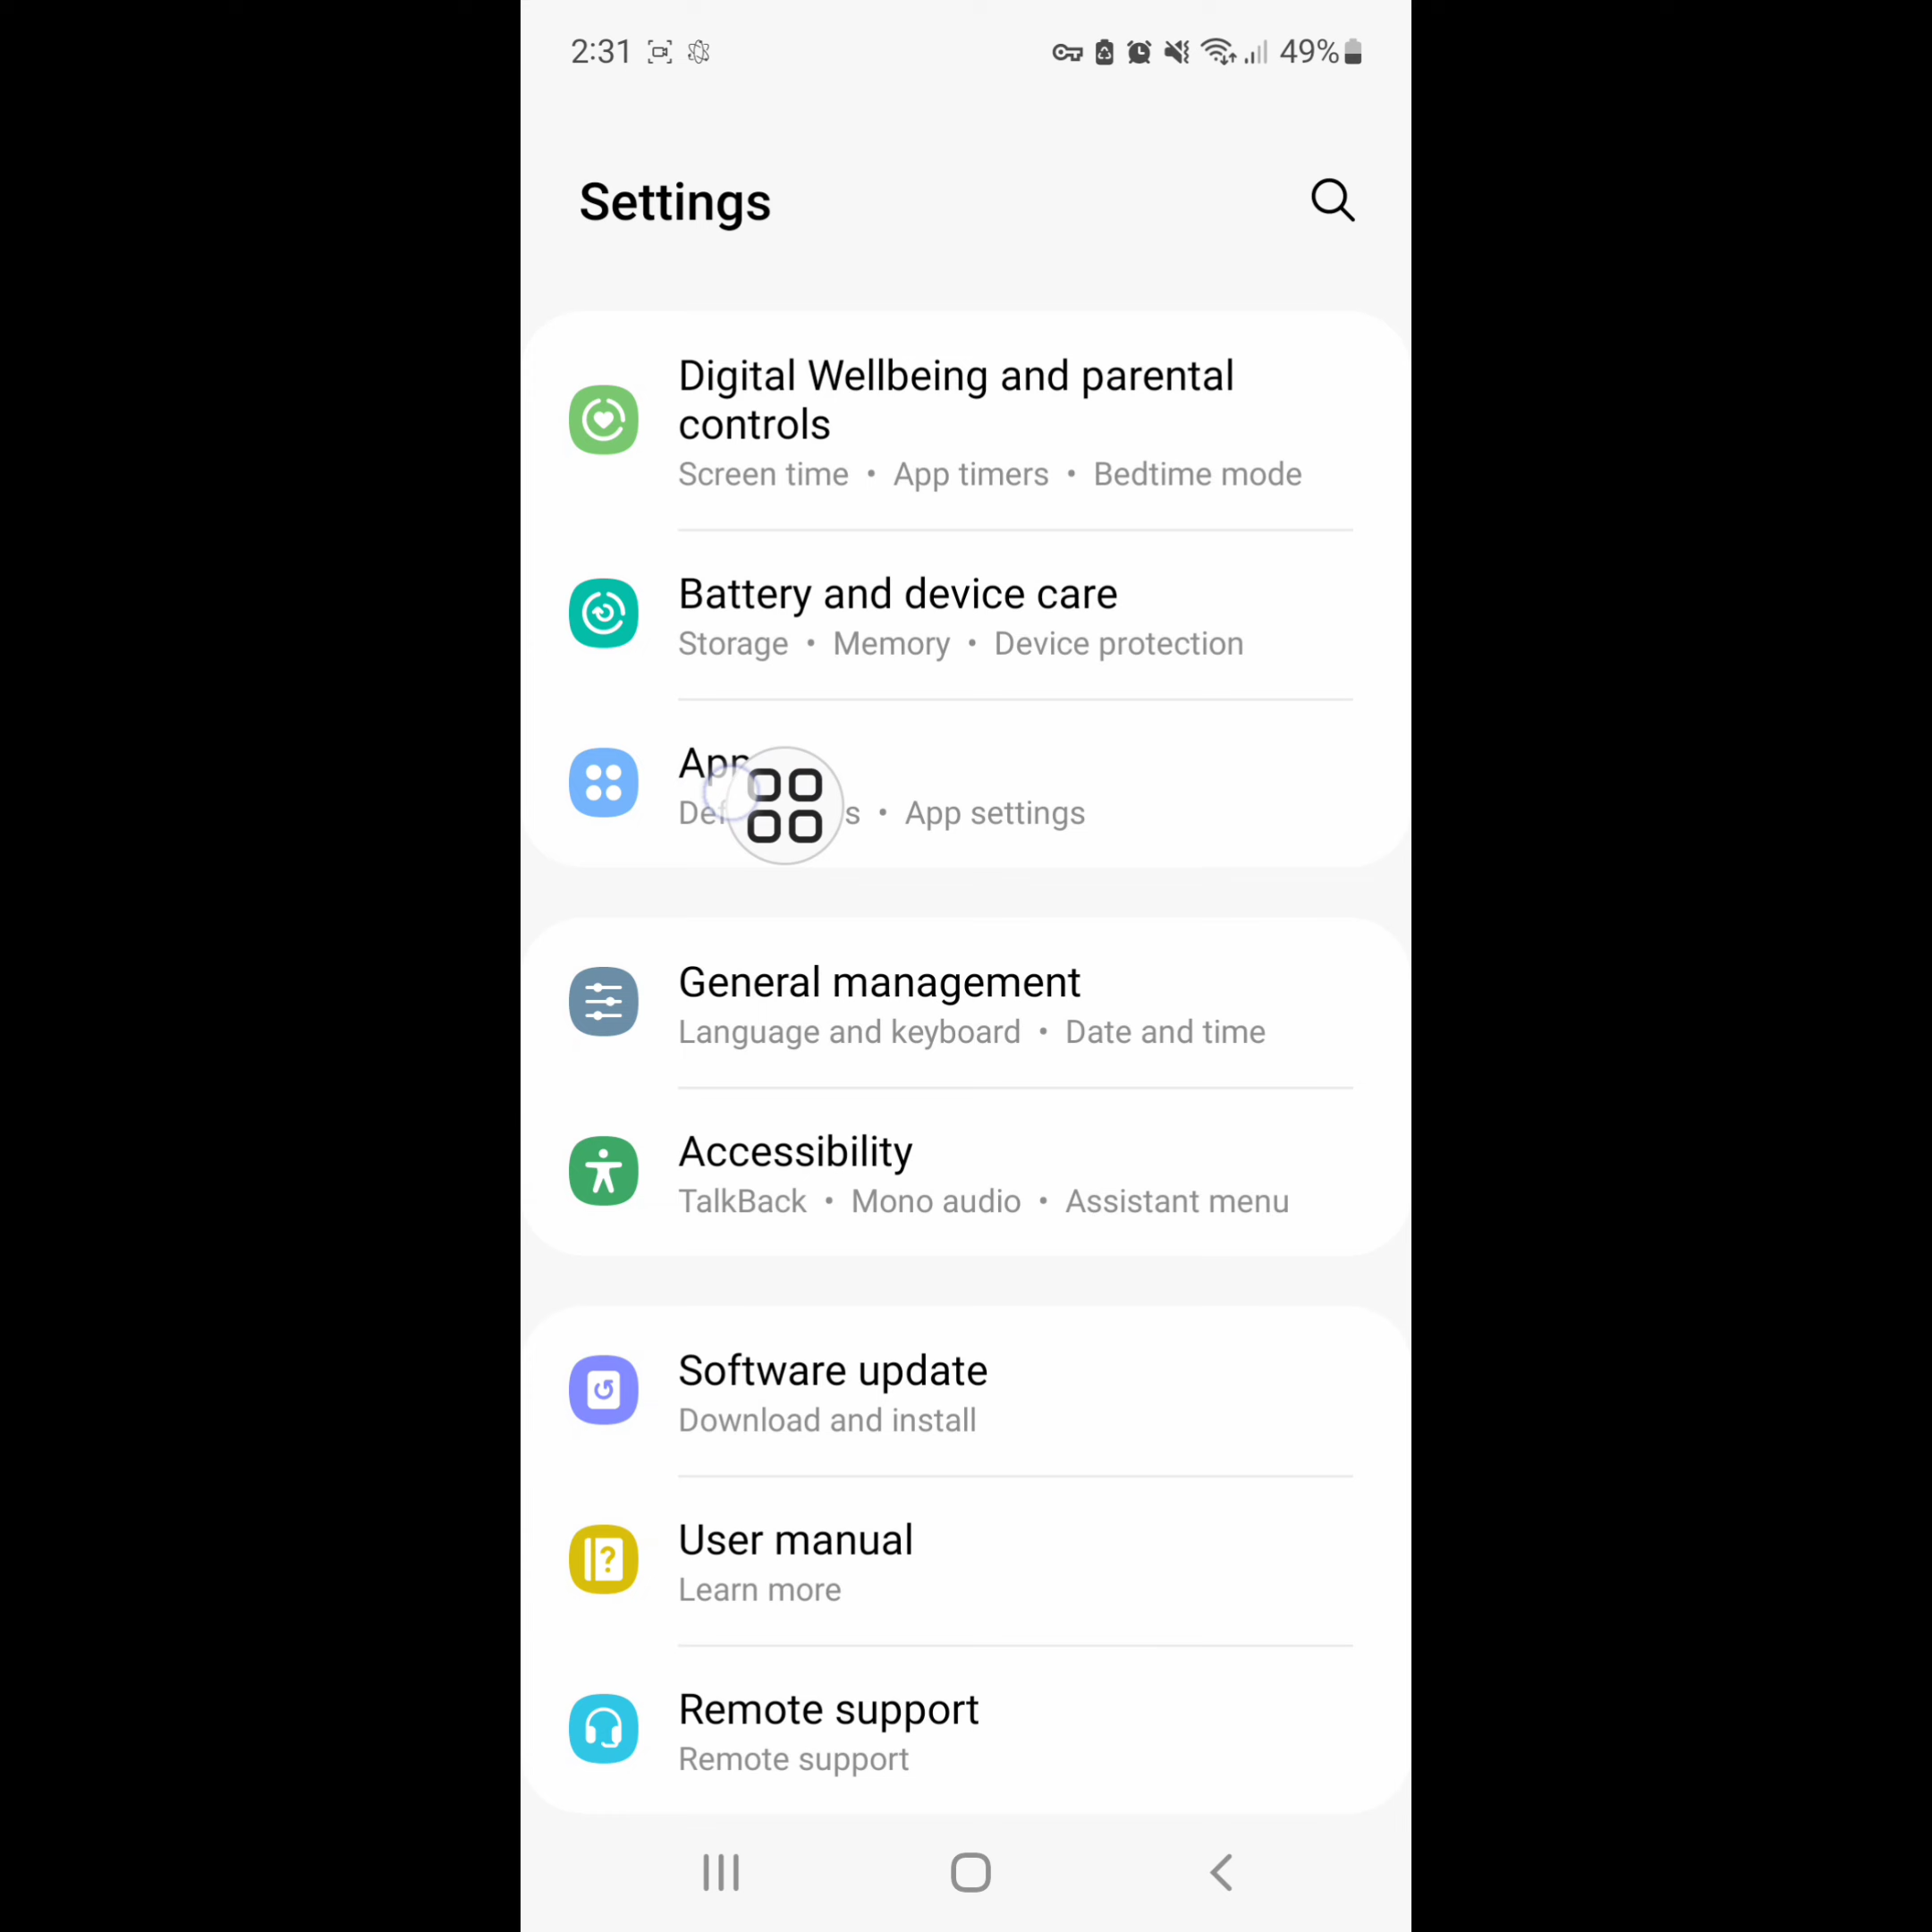 2:31 49%
Settings
Digital Wellbeing and parental
controls
Screen time • App timers • Bedtime mode
Battery and device care
Storage • Memory • Device protection
• App settings
General management
Language and keyboard • Date and time
Accessibility
TalkBack • Mono audio • Assistant menu
Software update
Download and install
User manual
Learn more
Remote support
Remote support